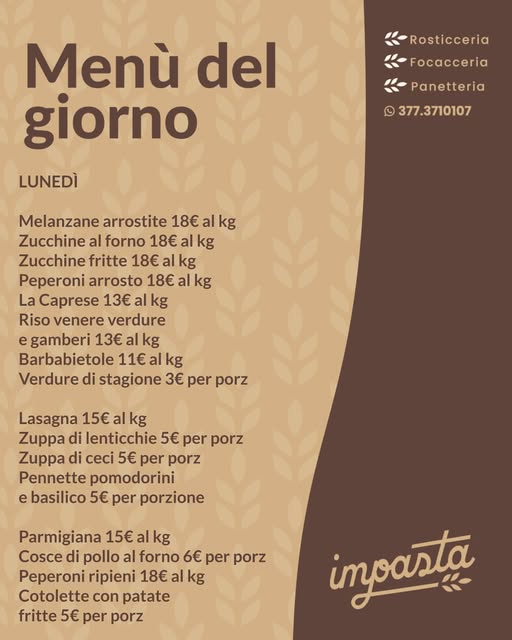 Menù del
giorno
LUNEDÌ
Melanzane arrostite 18€ al kg
Zucchine al forno 18€ al kg
Zucchine fritte 18€ al kg
Peperoni arrosto 18€ al kg
La Caprese 13€ al kg
Riso venere verdure
e gamberi 13€ al kg
Barbabietole 11€ al kg
Verdure di stagione 3€ per porz
Lasagna 15€ al kg
Zuppa di lenticchie 5€ per porz
Zuppa di ceci 5€ per porz
Pennette pomodorini
e basilico 5€ per porzione
Parmigiana 15€ al kg
Cosce di pollo al forno 6€ per porz
Peperoni ripieni 18€ al kg
Cotolette con patate
fritte 5€ per porz
Rosticceria
Focacceria
Panetteria
377.3710107
impasta